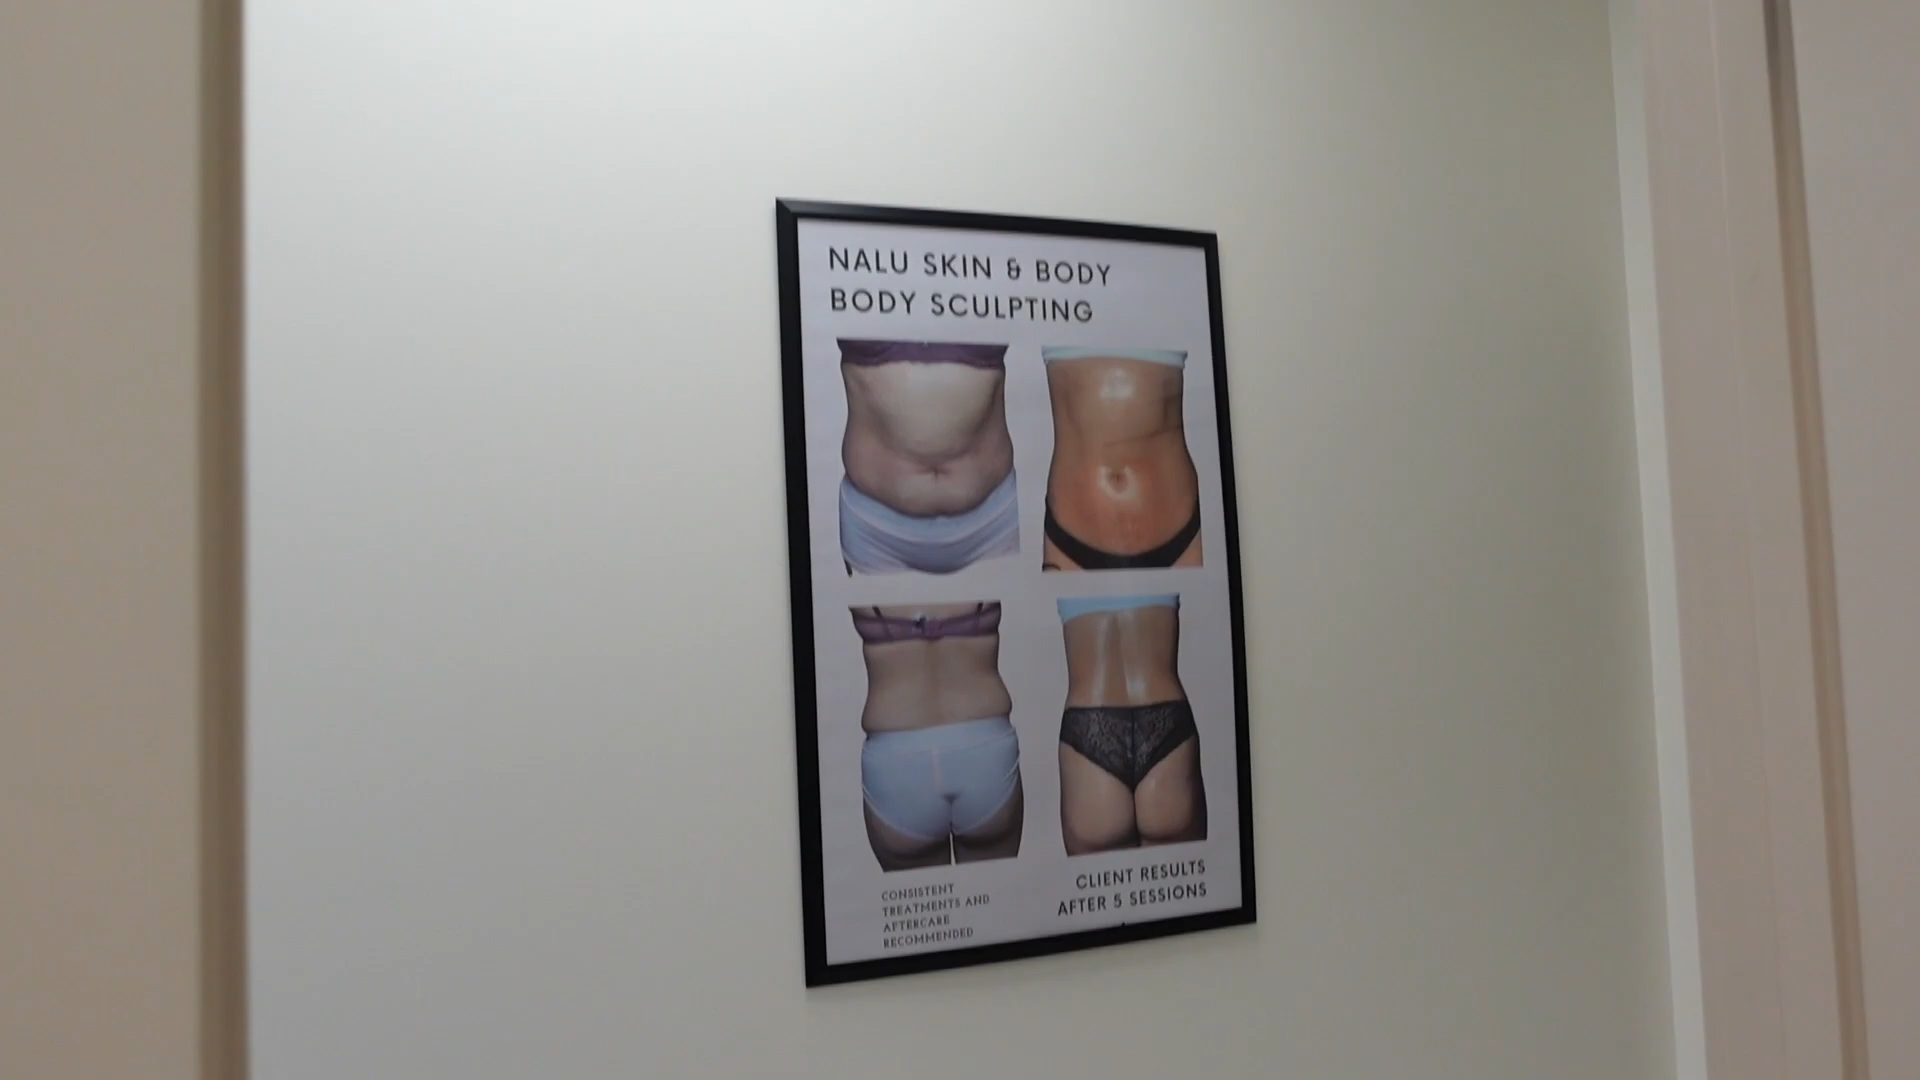 NALU SKIN & BODY
BODY SCULPTING
CONSISTENT
TREATMENTS AND
AFTERCARE
RECOMMENDED
CLIENT RESULTS
AFTER 5 SESSIONS